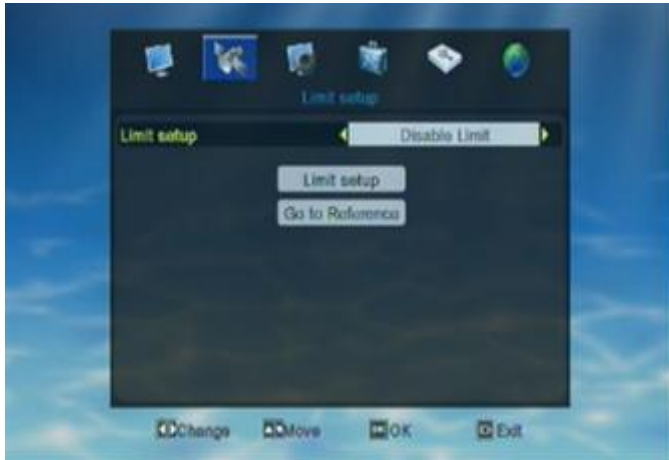 Limit setup
Limit setup Disable Limit
Limit setup
Go to Reference
Change Move OK Exit